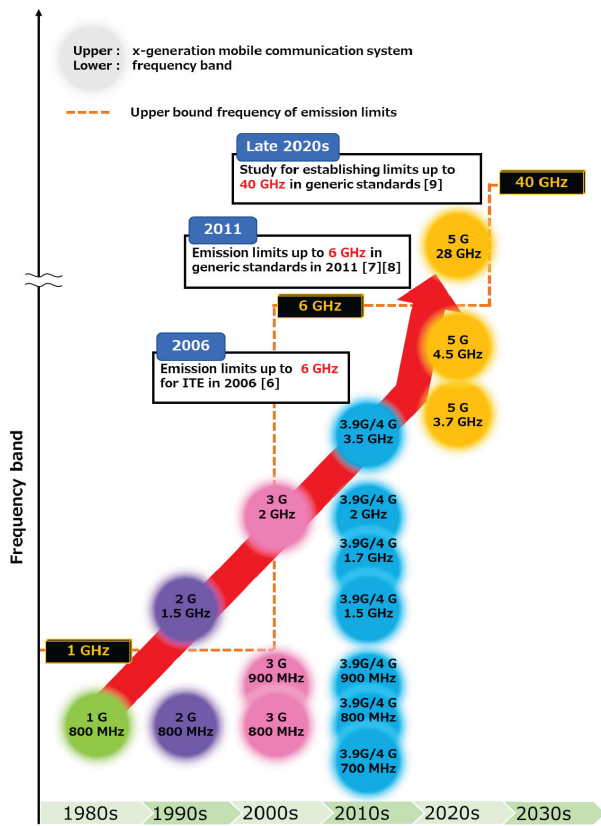 Upper : x-generation mobile communication system
Lower : frequency band
Upper bound frequency of emission limits
Late 2020s
Study for establishing limits up to
40 GHz in generic standards [9]
40 GHz
2011
Emission limits up to 6 GHz in
generic standards in 2011 [7][8]
5 G
28 GHz
6 GHz
2006
Emission limits up to 6 GHz
for ITE in 2006 [6]
5 G
4.5 GHz
5 G
3.7 GHz
3.9G/4 G
3.5 GHz
Frequency band
3 G
2 GHz
3.9G/4 G
2 GHz
3.9G/4 G
1.7 GHz
2 G
1.5 GHz
3.9G/4 G
1.5 GHz
1 GHz
3 G
900 MHz
3.9G/4 G
900 MHz
1 G
800 MHz
2 G
800 MHz
3 G
800 MHz
3.9G/4 G
800 MHz
3.9G/4 G
700 MHz
1980s
1990s
2000s
2010s
2020s
2030s